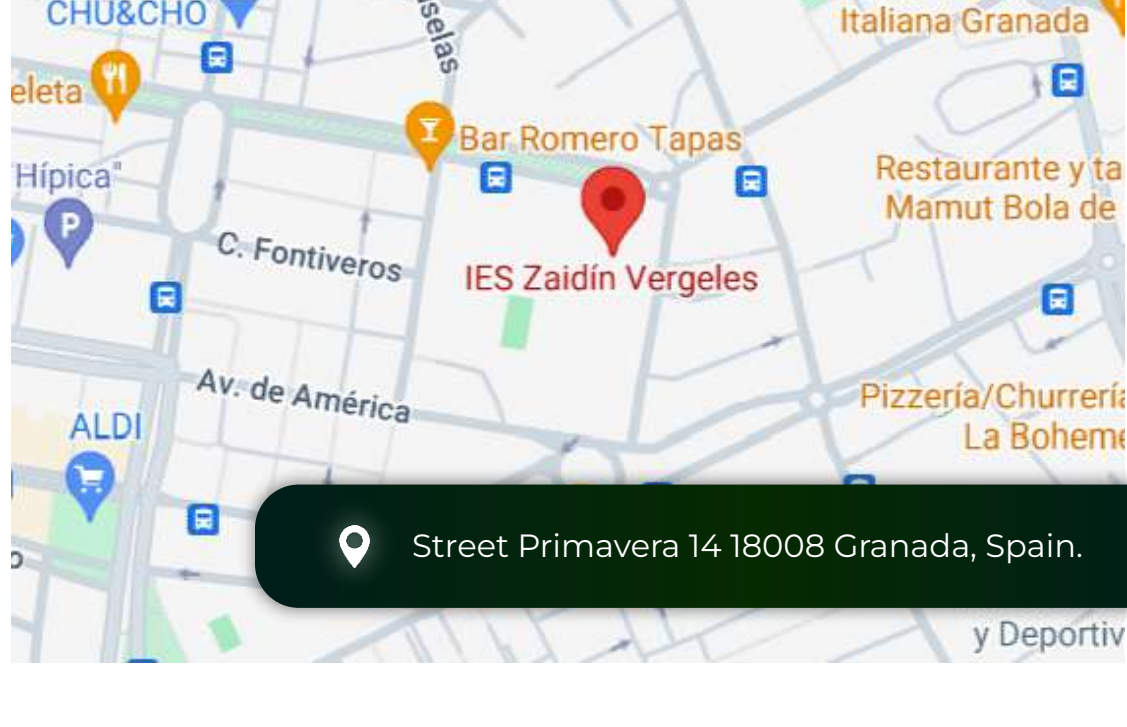 CHU&CHO
selas
Italiana Granada
eleta
Bar Romero Tapas
Hípica"
P
Restaurante y ta
Mamut Bola de
C. Fontiveros
IES Zaidín Vergeles
Av. de América
Pizzería/Churrería
La Boheme
ALDI
Street Primavera 14 18008 Granada, Spain.
o
y Deportiv